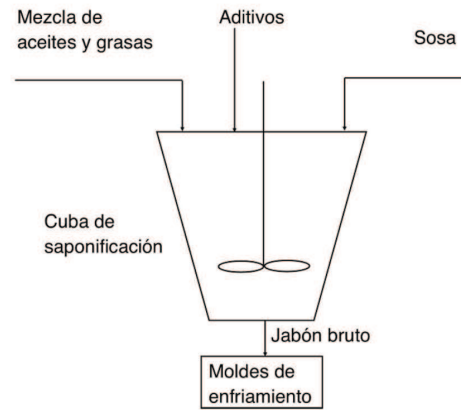 Mezcla de
aceites y grasas
Aditivos
Sosa
Cuba de
saponificación
Jabón bruto
Moldes de
enfriamiento